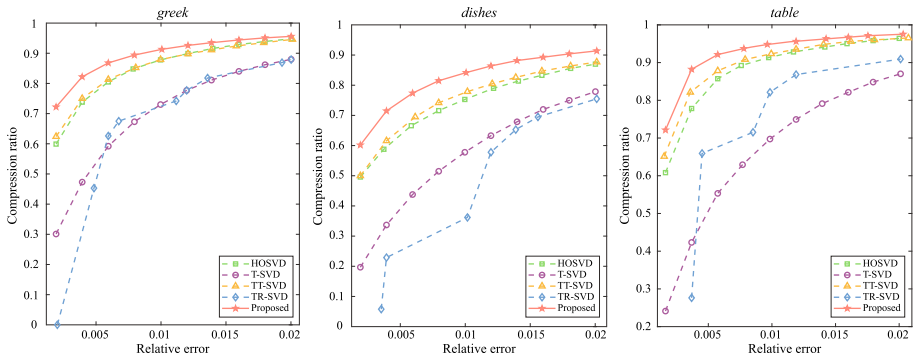 greek
1
0.9
0.8
0.7
0.6
0.5
0.4
0.3
0.2
0.1
0
Compression ratio
0.005 0.01 0.015 0.02
Relative error
HOSVD
T-SVD
TT-SVD
TR-SVD
Proposed
dishes
1
0.9
0.8
0.7
0.6
0.5
0.4
0.3
0.2
0.1
0
Compression ratio
0.005 0.01 0.015 0.02
Relative error
HOSVD
T-SVD
TT-SVD
TR-SVD
Proposed
table
1
0.9
0.8
0.7
0.6
0.5
0.4
0.3
0.2
Compression ratio
0.005 0.01 0.015 0.02
Relative error
HOSVD
T-SVD
TT-SVD
TR-SVD
Proposed